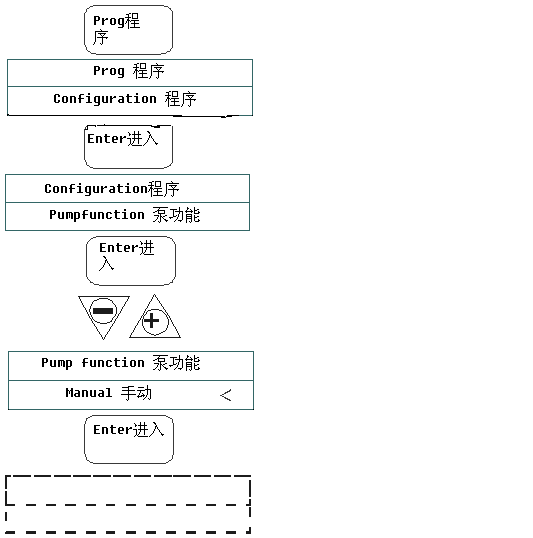 Prog程
序
Prog 程序
Configuration 程序
Enter进入
Configuration程序
Pumpfunction 泵功能
Enter进
入
Pump function 泵功能
Manual 手动 <
Enter进入